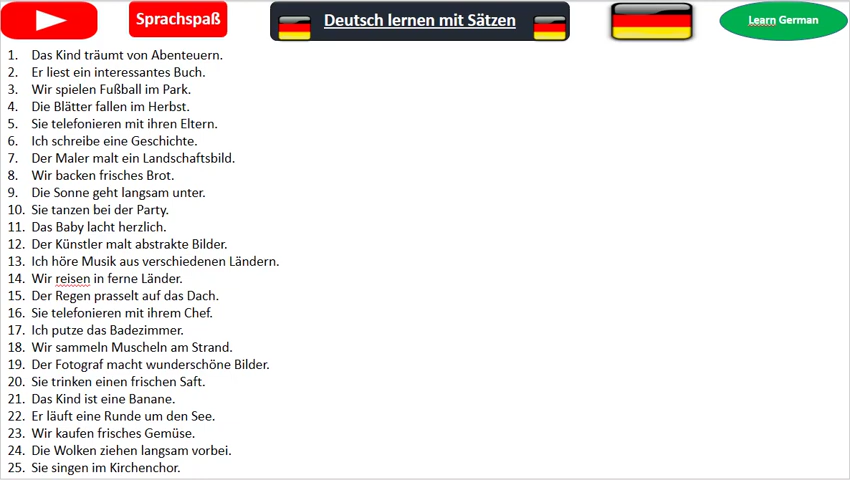 Sprachspaß
Deutsch lernen mit Sätzen
Learn German
1. Das Kind träumt von Abenteuern.
2. Er liest ein interessantes Buch.
3. Wir spielen Fußball im Park.
4. Die Blätter fallen im Herbst.
5. Sie telefonieren mit ihren Eltern.
6. Ich schreibe eine Geschichte.
7. Der Maler malt ein Landschaftsbild.
8. Wir backen frisches Brot.
9. Die Sonne geht langsam unter.
10. Sie tanzen bei der Party.
11. Das Baby lacht herzlich.
12. Der Künstler malt abstrakte Bilder.
13. Ich höre Musik aus verschiedenen Ländern.
14. Wir reisen in ferne Länder.
15. Der Regen prasselt auf das Dach.
16. Sie telefonieren mit ihrem Chef.
17. Ich putze das Badezimmer.
18. Wir sammeln Muscheln am Strand.
19. Der Fotograf macht wunderschöne Bilder.
20. Sie trinken einen frischen Saft.
21. Das Kind ist eine Banane.
22. Er läuft eine Runde um den See.
23. Wir kaufen frisches Gemüse.
24. Die Wolken ziehen langsam vorbei.
25. Sie singen im Kirchenchor.